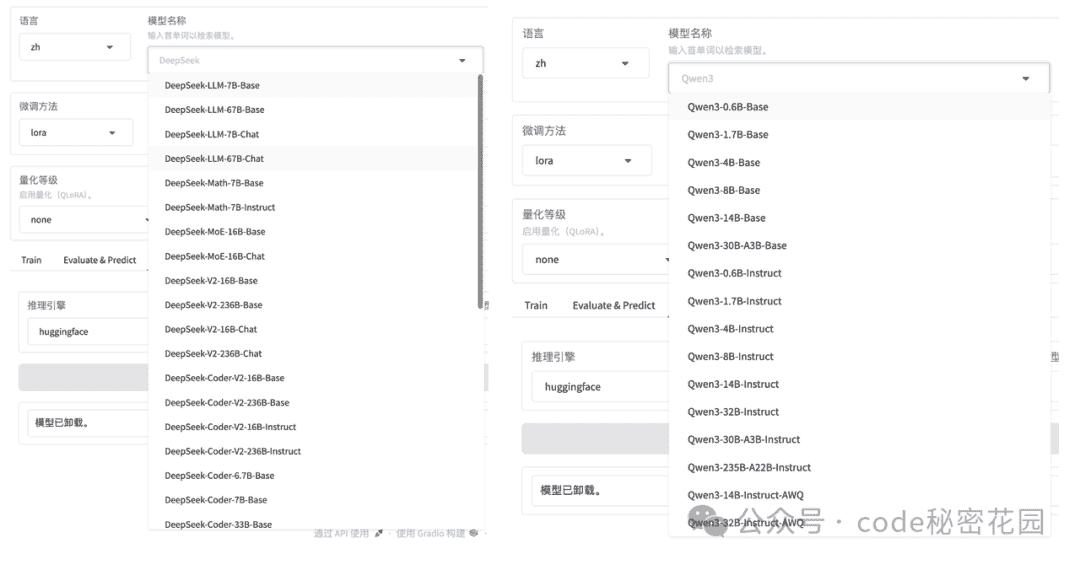 语言
zh
模型名称
输入首单词以检索模型。
DeepSeek
DeepSeek-LLM-7B-Base
DeepSeek-LLM-67B-Base
DeepSeek-LLM-7B-Chat
DeepSeek-LLM-67B-Chat
DeepSeek-Math-7B-Base
DeepSeek-Math-7B-Instruct
DeepSeek-MoE-16B-Base
DeepSeek-MoE-16B-Chat
DeepSeek-V2-16B-Base
DeepSeek-V2-236B-Base
DeepSeek-V2-16B-Chat
DeepSeek-V2-236B-Chat
DeepSeek-Coder-V2-16B-Base
DeepSeek-Coder-V2-236B-Base
DeepSeek-Coder-V2-16B-Instruct
DeepSeek-Coder-V2-236B-Instruct
DeepSeek-Coder-6.7B-Base
DeepSeek-Coder-7B-Base
DeepSeek-Coder-33B-Base
微调方法
lora
量化等级
启用量化（QLoRA）。
none
Train Evaluate & Predict
推理引擎
huggingface
模型已卸载。
通过 API 使用 · 使用 Gradio 构建 ·
语言
zh
模型名称
输入首单词以检索模型。
Qwen3
Qwen3-0.6B-Base
Qwen3-1.7B-Base
Qwen3-4B-Base
Qwen3-8B-Base
Qwen3-14B-Base
Qwen3-30B-A3B-Base
Qwen3-0.6B-Instruct
Qwen3-1.7B-Instruct
Qwen3-4B-Instruct
Qwen3-8B-Instruct
Qwen3-14B-Instruct
Qwen3-32B-Instruct
Qwen3-30B-A3B-Instruct
Qwen3-235B-A22B-Instruct
Qwen3-14B-Instruct-AWQ
Qwen3-32B-Instruct-AWQ
微调方法
lora
量化等级
启用量化（QLoRA）。
none
Train Evaluate & Predict
推理引擎
型
huggingface
模型已卸载。
公众号 · code秘密花园